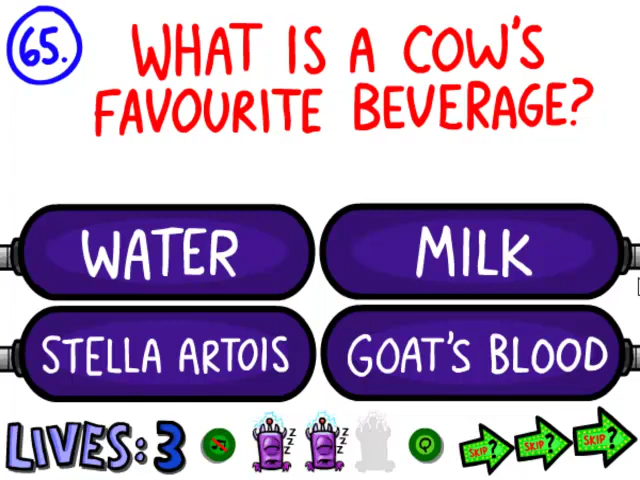 65.
WHAT IS A COW'S
FAVOURITE BEVERAGE?
WATER
MILK
STELLA ARTOIS
GOAT'S BLOOD
LIVES: 3
Z
Z
Z
Z
Z
Z
SKIP?
SKIP?
SKIP?